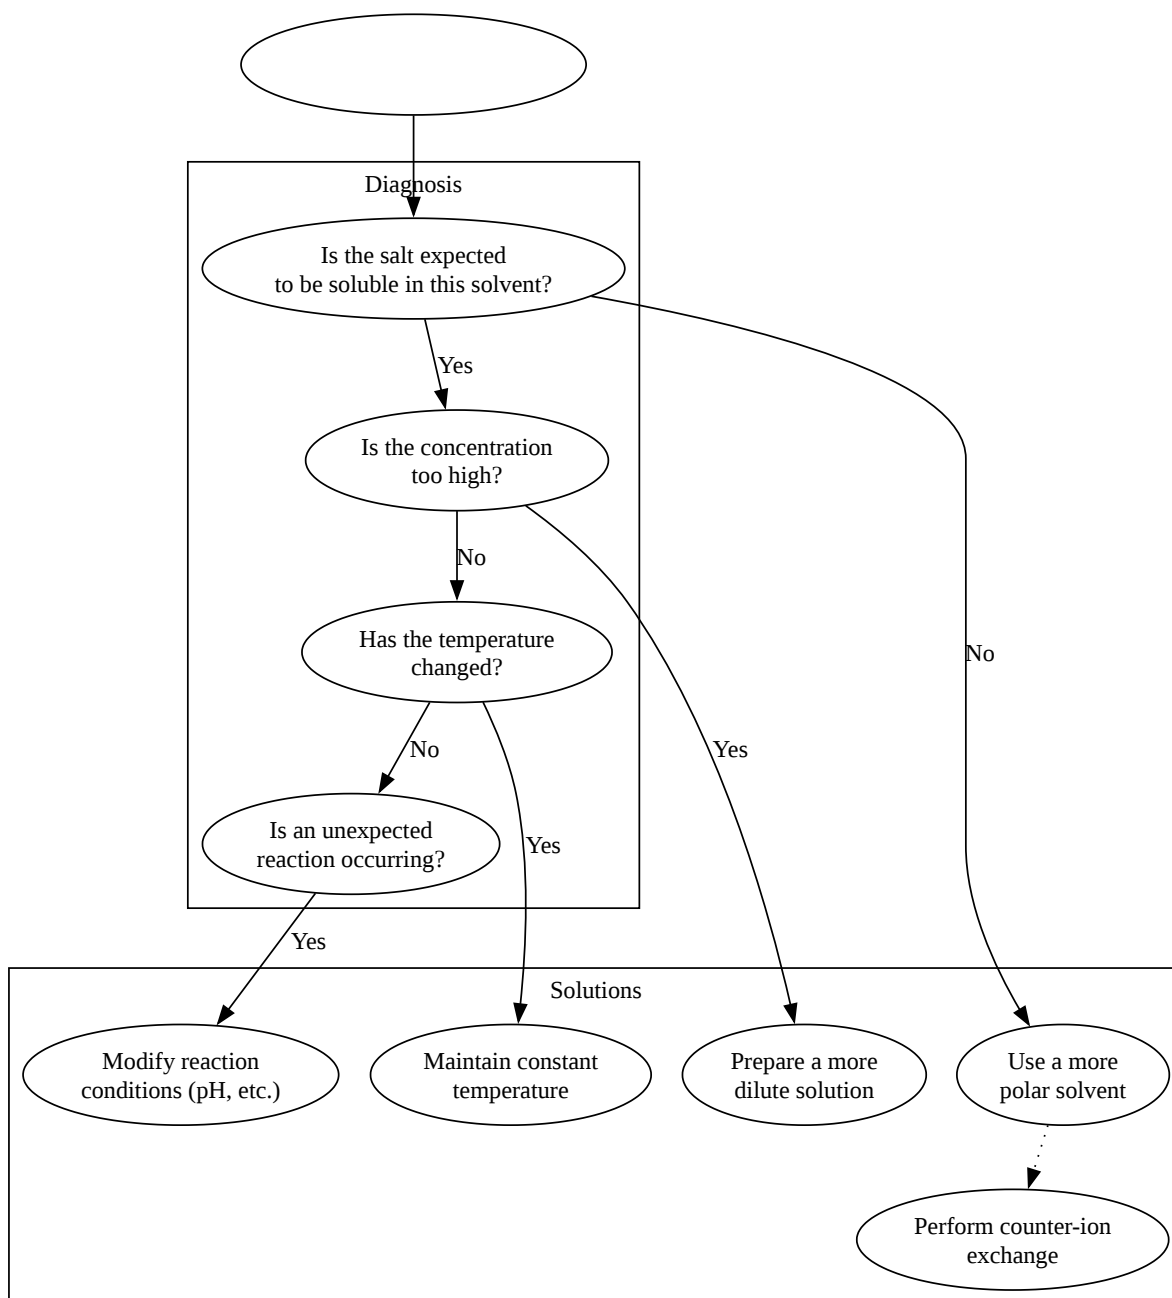 Diagnosis
Is the salt expected
to be soluble in this solvent?
Yes
Is the concentration
too high?
No
Has the temperature
changed?
No
No
Yes
Is an unexpected
reaction occurring?
Yes
Yes
Solutions
Modify reaction
conditions (pH, etc.)
Maintain constant
temperature
Prepare a more
dilute solution
Use a more
polar solvent
Perform counter-ion
exchange